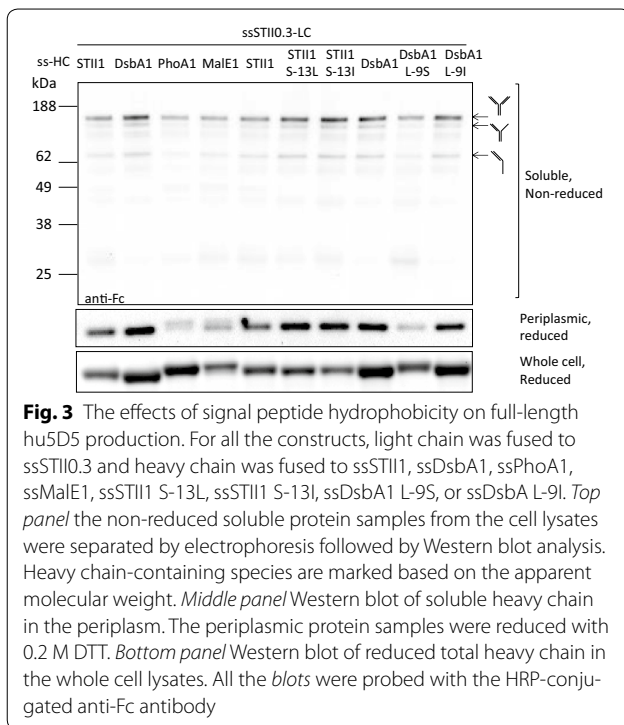 ssSTII0.3-LC
ss-HC STII1 DsbA1 PhoA1 MalE1 STII1 STII1 S-13L STII1 S-13I DsbA1 DsbA1 L-9S DsbA1 L-9I
kDa
188
62
49
38
25
anti-Fc
Soluble,
Non-reduced
Periplasmic,
reduced
Whole cell,
Reduced
Fig. 3 The effects of signal peptide hydrophobicity on full-length
hu5D5 production. For all the constructs, light chain was fused to
ssSTII0.3 and heavy chain was fused to ssSTII1, ssDsbA1, ssPhoA1,
ssMalE1, ssSTII1 S-13L, ssSTII1 S-13I, ssDsbA1 L-9S, or ssDsbA L-9I. Top
panel the non-reduced soluble protein samples from the cell lysates
were separated by electrophoresis followed by Western blot analysis.
Heavy chain-containing species are marked based on the apparent
molecular weight. Middle panel Western blot of soluble heavy chain
in the periplasm. The periplasmic protein samples were reduced with
0.2 M DTT. Bottom panel Western blot of reduced total heavy chain in
the whole cell lysates. All the blots were probed with the HRP-conju-
gated anti-Fc antibody